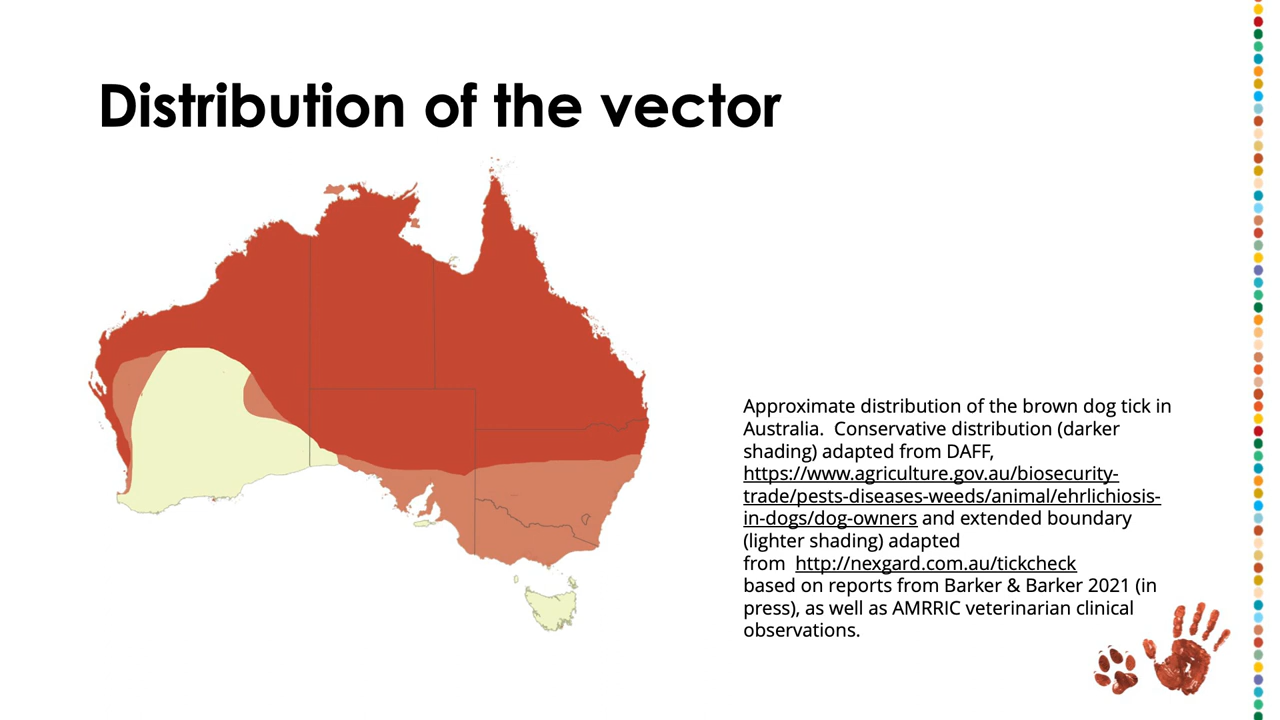 Distribution of the vector
Approximate distribution of the brown dog tick in
Australia.  Conservative distribution (darker
shading) adapted from DAFF,
https://www.agriculture.gov.au/biosecurity-
trade/pests-diseases-weeds/animal/ehrlichiosis-
in-dogs/dog-owners and extended boundary
(lighter shading) adapted
from  http://nexgard.com.au/tickcheck
based on reports from Barker & Barker 2021 (in
press), as well as AMRRIC veterinarian clinical
observations.